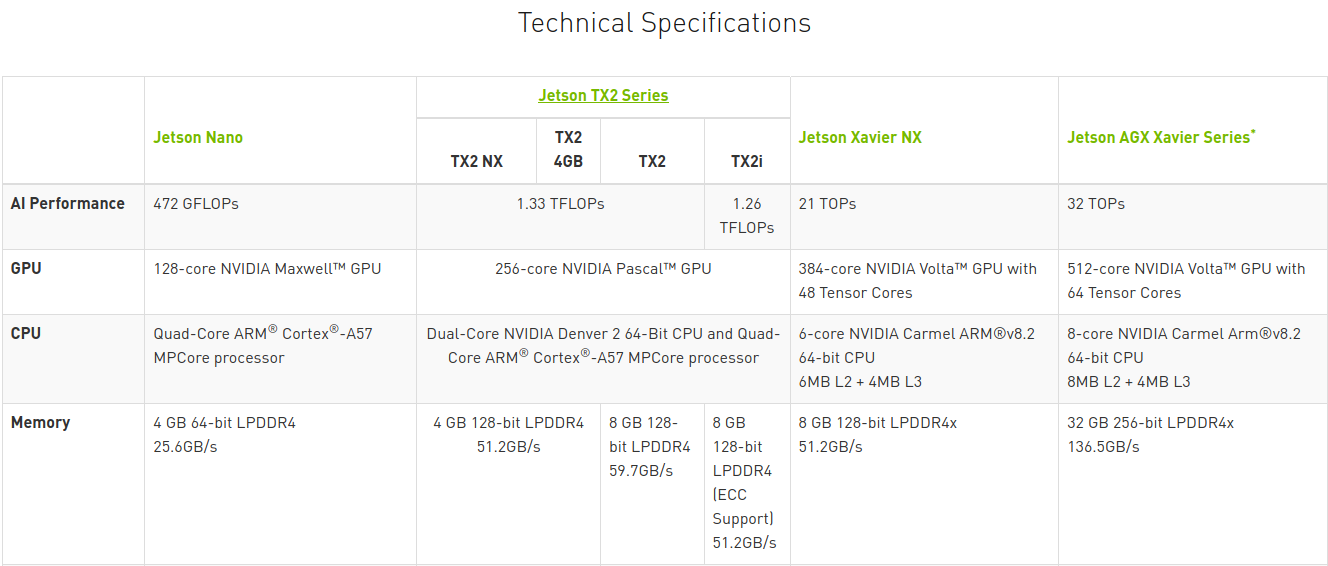 Technical Specifications
Jetson TX2 Series
Jetson Nano
TX2 NX
TX2
4GB
TX2
TX2i
Jetson Xavier NX
Jetson AGX Xavier Series*
AI Performance
472 GFLOPs
1.33 TFLOPs
1.26
TFLOPs
21 TOPs
32 TOPs
GPU
128-core NVIDIA Maxwell™ GPU
256-core NVIDIA Pascal™ GPU
384-core NVIDIA Volta™ GPU with
48 Tensor Cores
512-core NVIDIA Volta™ GPU with
64 Tensor Cores
CPU
Quad-Core ARM® Cortex®-A57
MPCore processor
Dual-Core NVIDIA Denver 2 64-Bit CPU and Quad-
Core ARM® Cortex®-A57 MPCore processor
6-core NVIDIA Carmel ARM®v8.2
64-bit CPU
6MB L2 + 4MB L3
8-core NVIDIA Carmel Arm®v8.2
64-bit CPU
8MB L2 + 4MB L3
Memory
4 GB 64-bit LPDDR4
25.6GB/s
4 GB 128-bit LPDDR4
51.2GB/s
8 GB 128-
bit LPDDR4
59.7GB/s
8 GB
128-bit
LPDDR4
(ECC
Support)
51.2GB/s
8 GB 128-bit LPDDR4x
51.2GB/s
32 GB 256-bit LPDDR4x
136.5GB/s